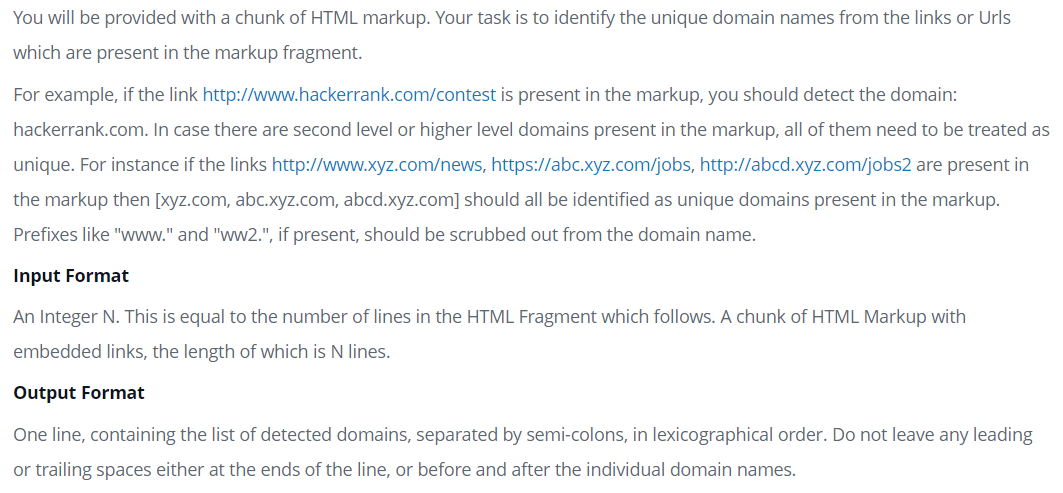 You will be provided with a chunk of HTML markup. Your task is to identify the unique domain names from the links or Urls
which are present in the markup fragment.
For example, if the link http://www.hackerrank.com/contest is present in the markup, you should detect the domain:
hackerrank.com. In case there are second level or higher level domains present in the markup, all of them need to be treated as
unique. For instance if the links http://www.xyz.com/news, https://abc.xyz.com/jobs, http://abcd.xyz.com/jobs2 are present in
the markup then [xyz.com, abc.xyz.com, abcd.xyz.com] should all be identified as unique domains present in the markup.
Prefixes like "www." and "ww2.", if present, should be scrubbed out from the domain name.
Input Format
An Integer N. This is equal to the number of lines in the HTML Fragment which follows. A chunk of HTML Markup with
embedded links, the length of which is N lines.
Output Format
One line, containing the list of detected domains, separated by semi-colons, in lexicographical order. Do not leave any leading
or trailing spaces either at the ends of the line, or before and after the individual domain names.